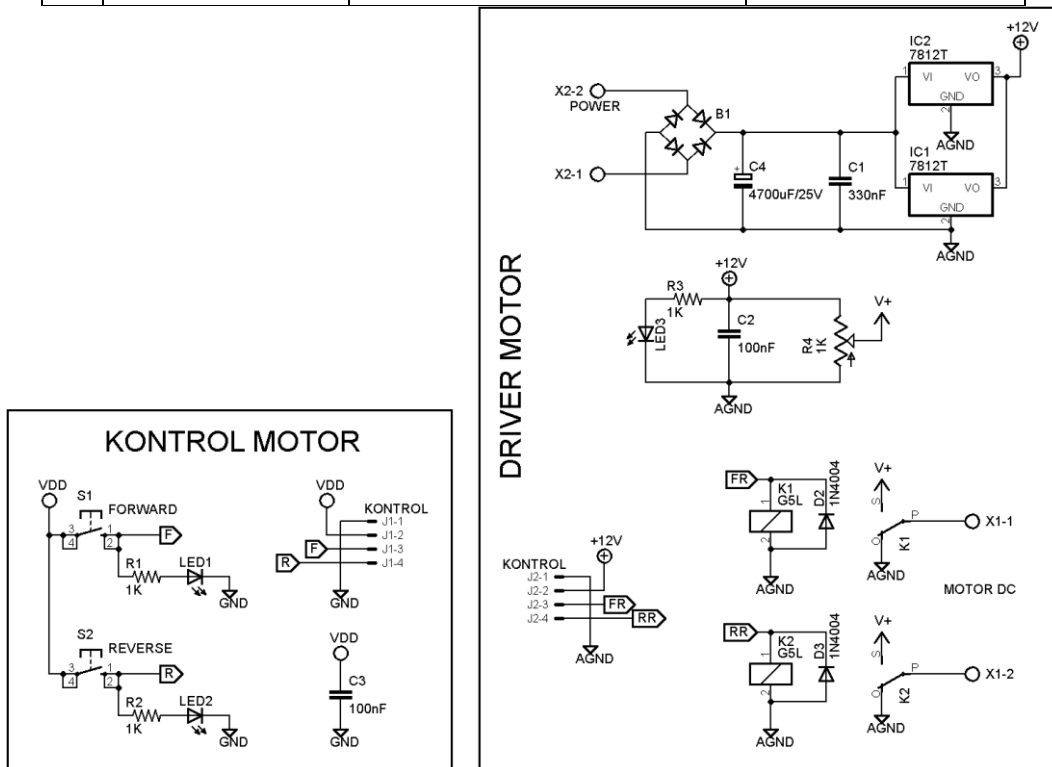 +12V
IC2
7812T
1
VI
VO
3
GND
2
AGND
X2-2
POWER
B1
X2-1
+
C4
4700uF/25V
C1
330nF
IC1
7812T
1
VI
VO
3
GND
2
AGND
DRIVER MOTOR
+12V
R3
1K
LED3
C2
100nF
R4
1K
V+
AGND
KONTROL MOTOR
VDD
S1
FORWARD
3
4
1
2
F
R1
1K
LED1
GND
VDD
KONTROL
J1-1
J1-2
F
J1-3
R
J1-4
GND
S2
REVERSE
3
4
1
2
R
R2
1K
LED2
GND
VDD
C3
100nF
GND
KONTROL
+12V
J2-1
J2-2
J2-3
FR
J2-4
RR
AGND
FR
K1
G5L
1
2
D2
1N4004
AGND
V+
S
P
O
K1
X1-1
AGND
MOTOR DC
RR
K2
G5L
1
2
D3
1N4004
AGND
V+
S
P
O
K2
X1-2
AGND